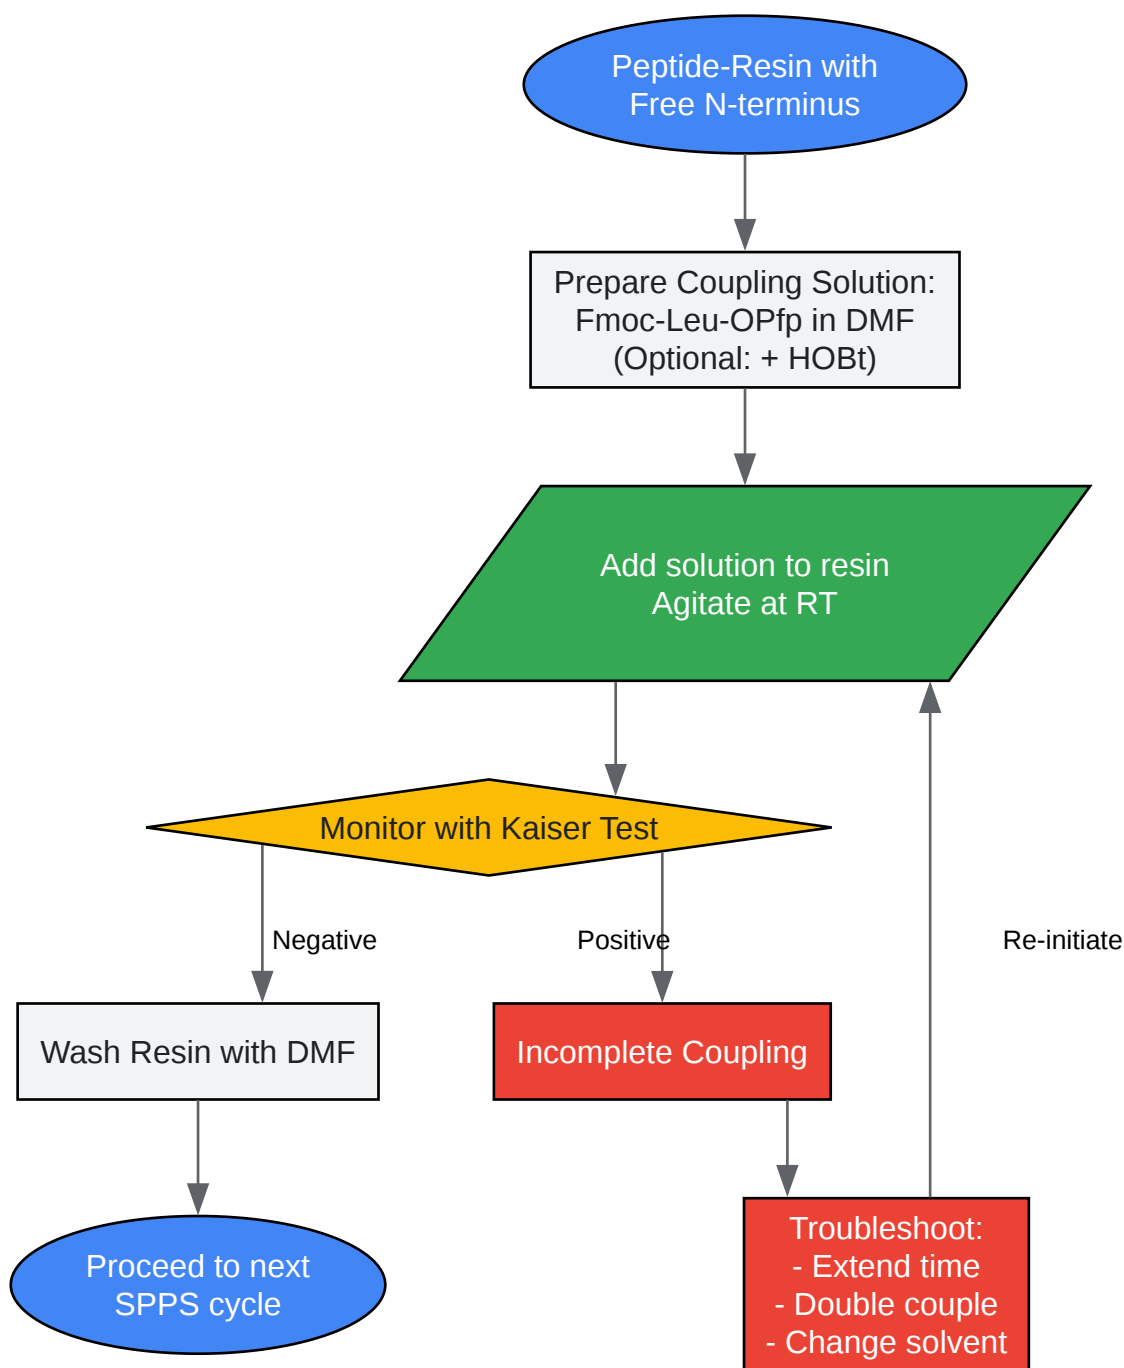 Peptide-Resin with
Free N-terminus
Prepare Coupling Solution:
Fmoc-Leu-OPfp in DMF
(Optional: + HOBt)
Add solution to resin
Agitate at RT
Monitor with Kaiser Test
Negative
Positive
Re-initiate
Wash Resin with DMF
Incomplete Coupling
Proceed to next
SPPS cycle
Troubleshoot:
- Extend time
- Double couple
- Change solvent